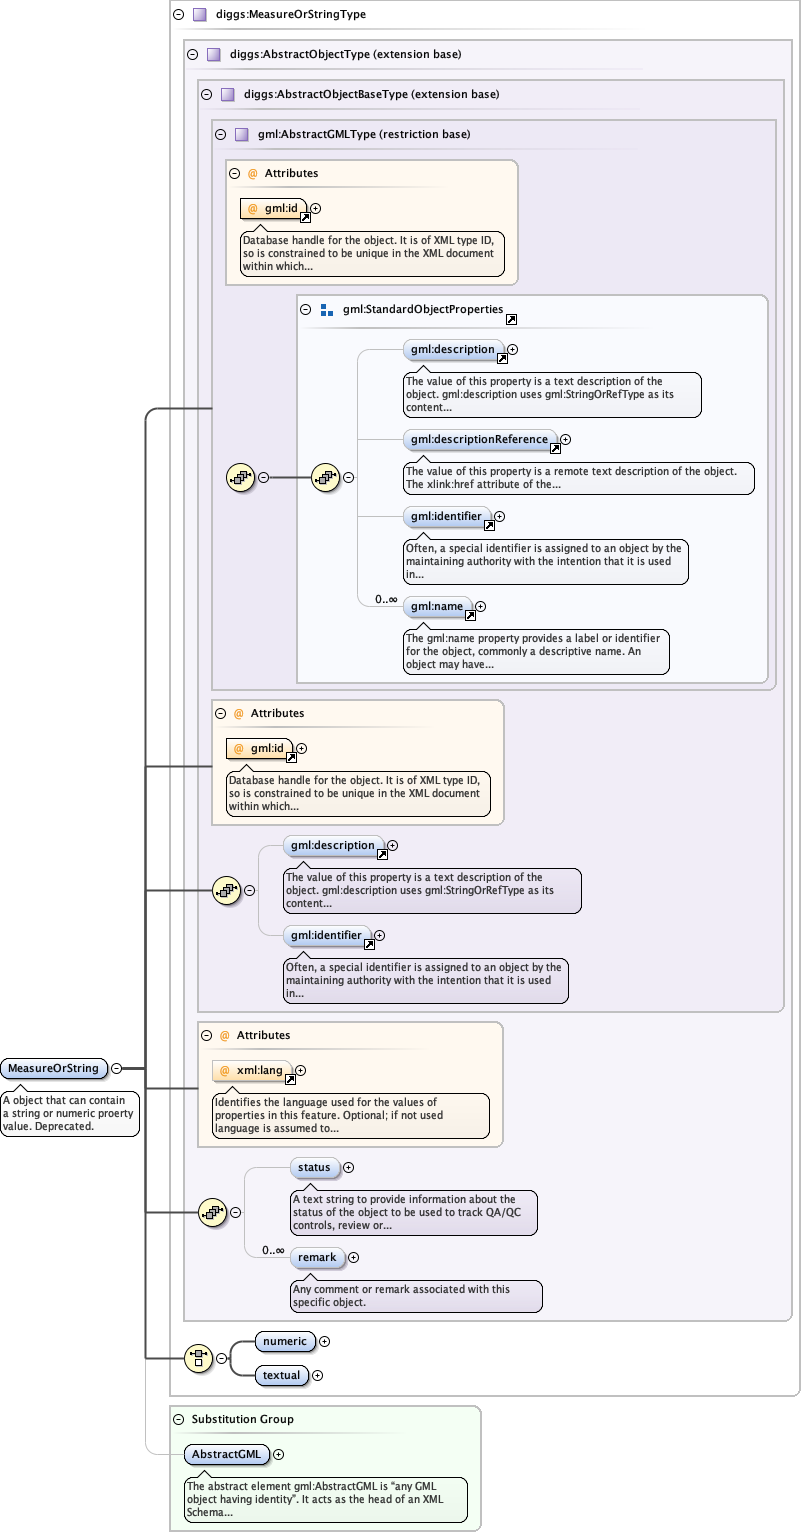 diggs:MeasureOrStringType
diggs:AbstractObjectType (extension base)
diggs:AbstractObjectBaseType (extension base)
gml:AbstractGMLType (restriction base)
@ Attributes
@ gml:id
Database handle for the object. It is of XML type ID,
so is constrained to be unique in the XML document
within which...
gml:StandardObjectProperties
gml:description
The value of this property is a text description of the
object. gml:description uses gml:StringOrRefType as its
content...
gml:descriptionReference
The value of this property is a remote text description of the object.
The xlink:href attribute of the...
gml:identifier
Often, a special identifier is assigned to an object by the
maintaining authority with the intention that it is used
in...
0..∞
gml:name
The gml:name property provides a label or identifier
for the object, commonly a descriptive name. An
object may have...
@ Attributes
@ gml:id
Database handle for the object. It is of XML type ID,
so is constrained to be unique in the XML document
within which...
gml:description
The value of this property is a text description of the
object. gml:description uses gml:StringOrRefType as its
content...
gml:identifier
Often, a special identifier is assigned to an object by the
maintaining authority with the intention that it is used
in...
@ Attributes
@ xml:lang
Identifies the language used for the values of
properties in this feature. Optional; if not used
language is assumed to...
MeasureOrString
A object that can contain
a string or numeric proerty
value. Deprecated.
status
A text string to provide information about the
status of the object to be used to track QA/QC
controls, review or...
0..∞
remark
Any comment or remark associated with this
specific object.
numeric
textual
Substitution Group
AbstractGML
The abstract element gml:AbstractGML is “any GML
object having identity”. It acts as the head of an XML
Schema...